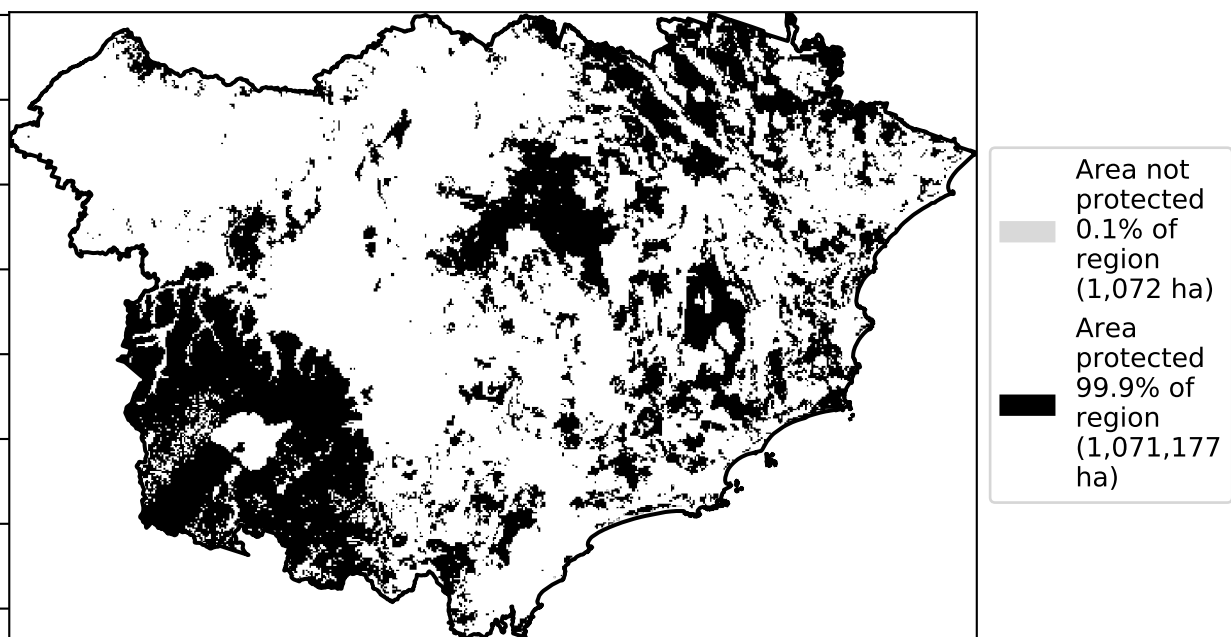 Area not
protected
0.1% of
region
(1,072 ha)
Area
protected
99.9% of
region
(1,071,177
ha)